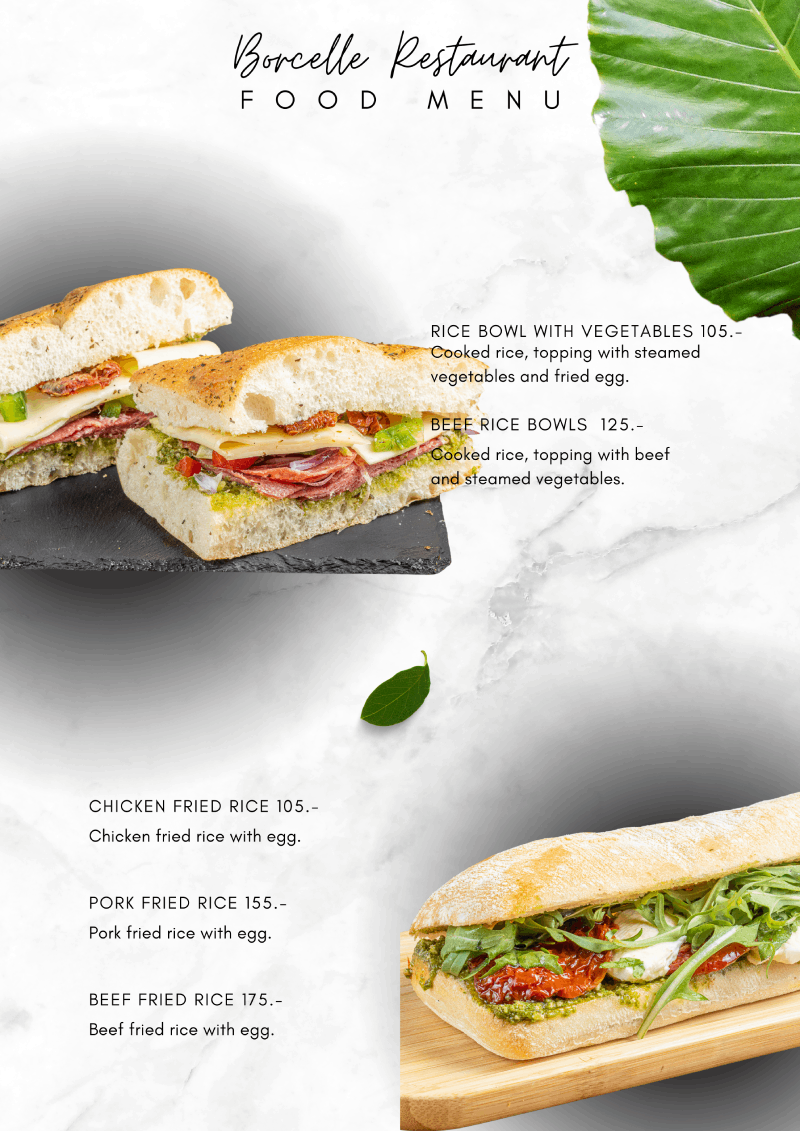 Borcelle Restaurant
FOOD MENU
RICE BOWL WITH VEGETABLES 105.-
Cooked rice, topping with steamed
vegetables and fried egg.
BEEF RICE BOWLS 125.-
Cooked rice, topping with beef
and steamed vegetables.
CHICKEN FRIED RICE 105.-
Chicken fried rice with egg.
PORK FRIED RICE 155.-
Pork fried rice with egg.
BEEF FRIED RICE 175.-
Beef fried rice with egg.